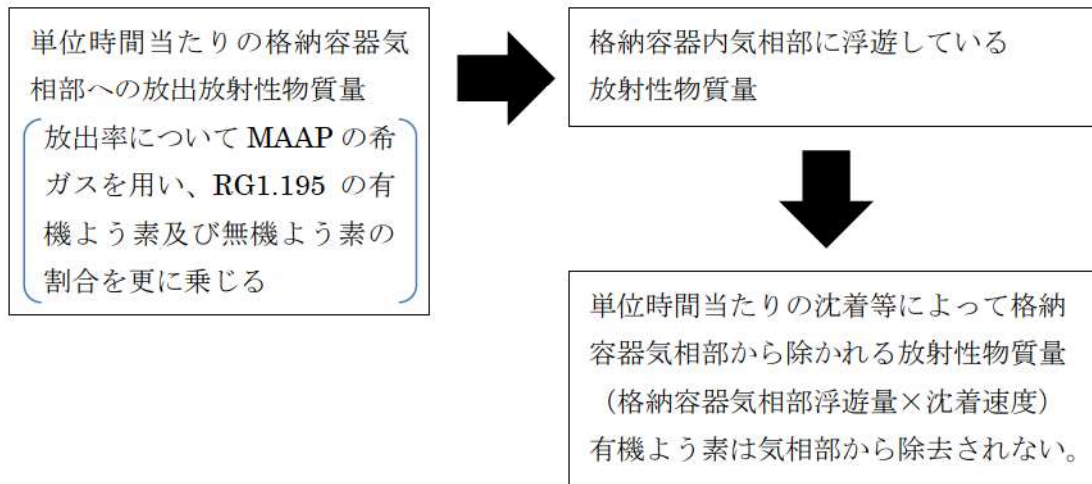 単位時間当たりの格納容器気
相部への放出放射性物質量
放出率について MAAP の希
ガスを用い、RG1.195 の有
機よう素及び無機よう素の
割合を更に乗じる
格納容器内気相部に浮遊している
放射性物質量
単位時間当たりの沈着等によって格納
容器気相部から除かれる放射性物質量
（格納容器気相部浮遊量×沈着速度）
有機よう素は気相部から除去されない。